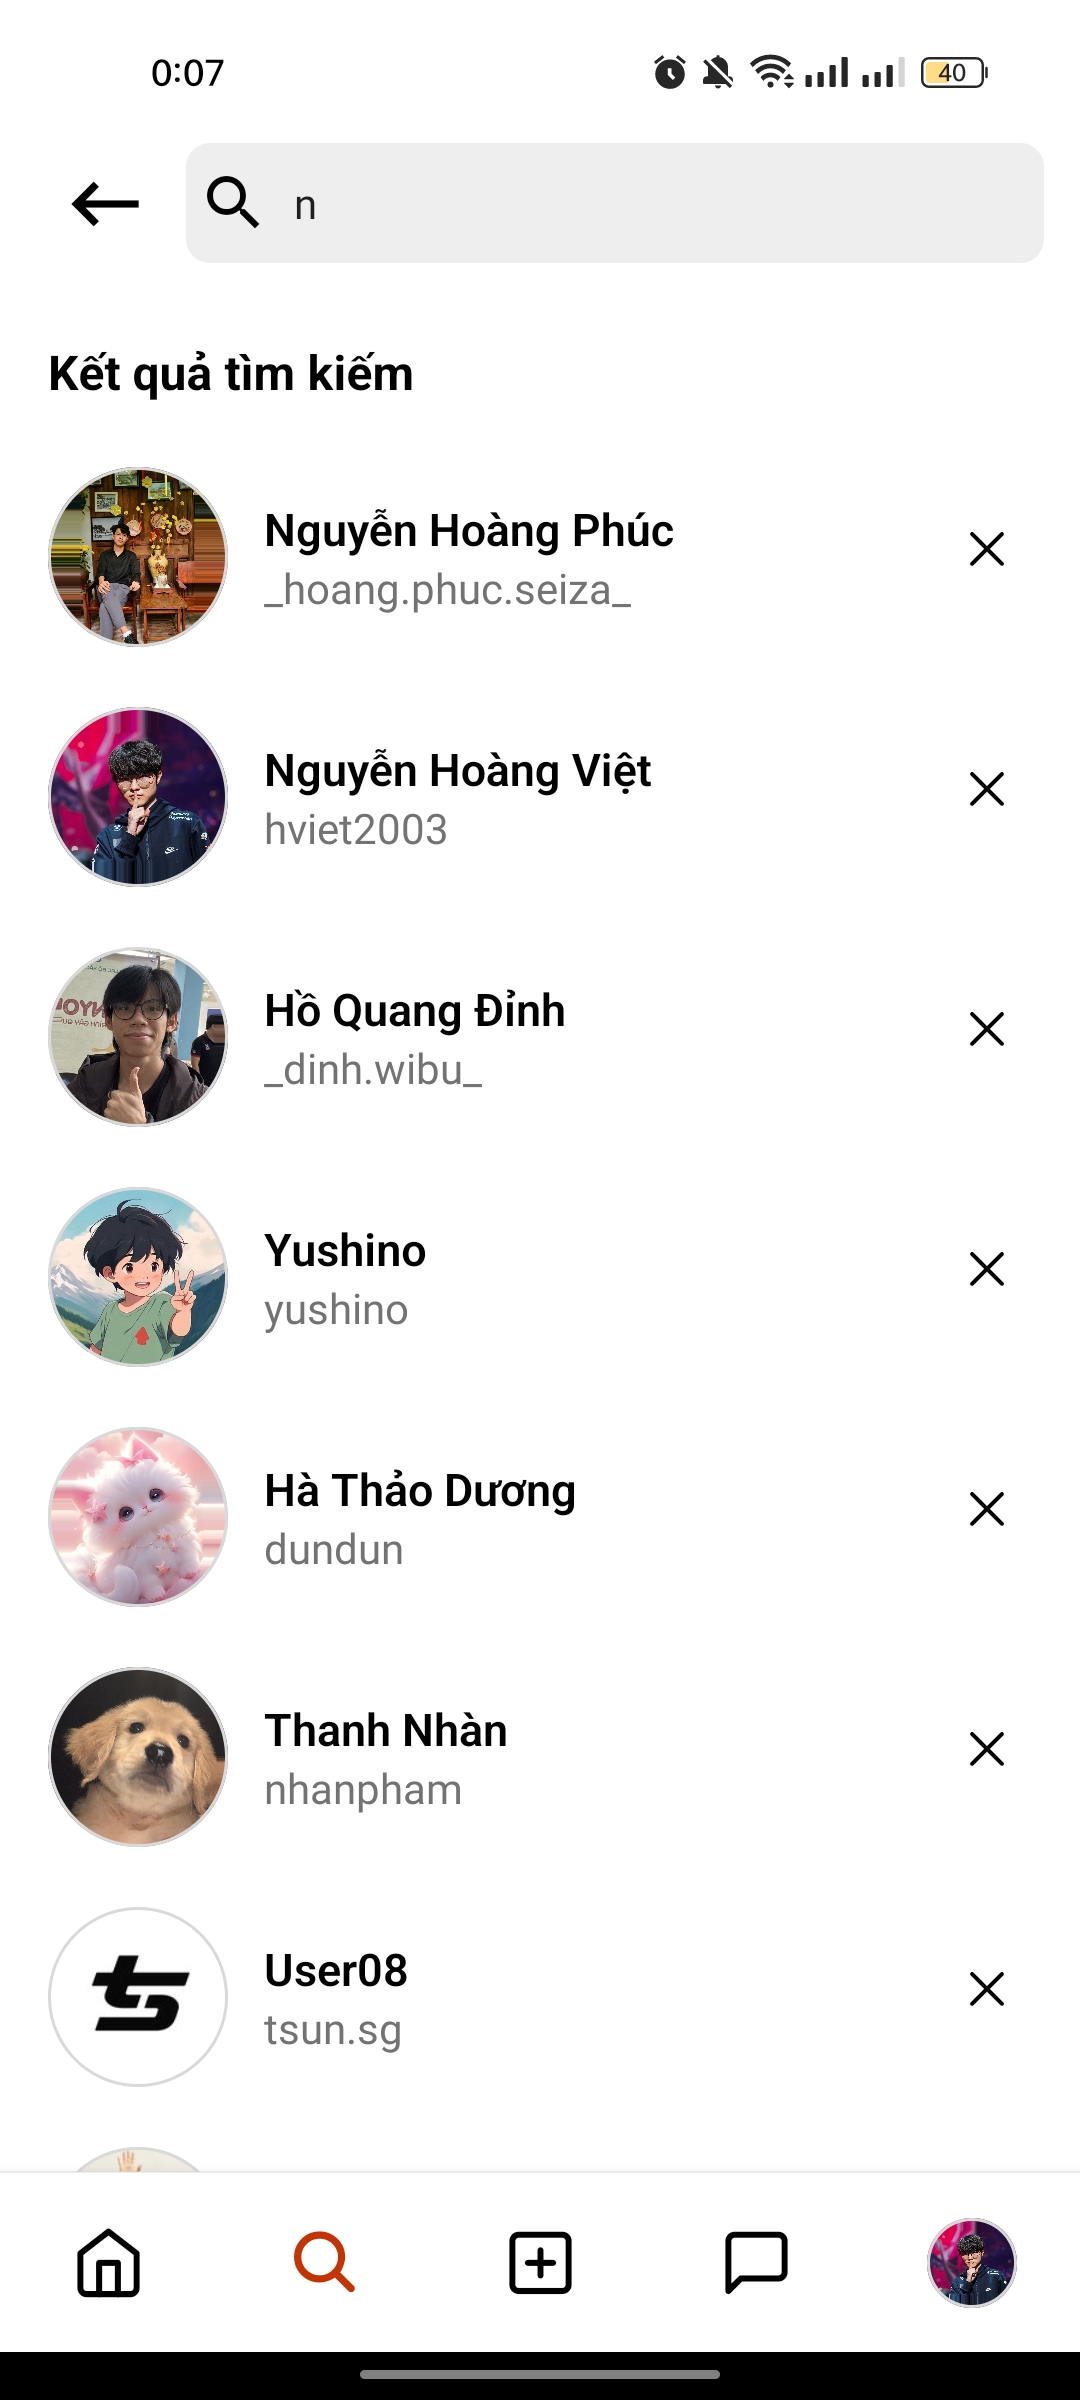 0:07
40
n
Kết quả tìm kiếm
Nguyễn Hoàng Phúc
_hoang.phuc.seiza_
Nguyễn Hoàng Việt
hviet2003
Hồ Quang Đỉnh
_dinh.wibu_
Yushino
yushino
Hà Thảo Dương
dundun
Thanh Nhàn
nhanpham
User08
tsun.sg